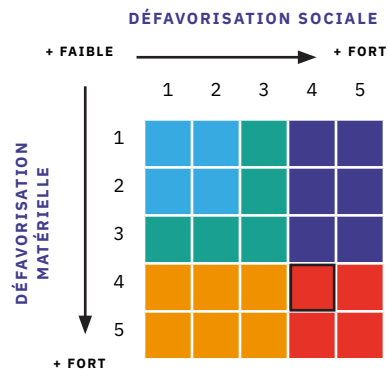 DÉFAVORISATION SOCIALE
+ FAIBLE
+ FORT
1 2 3 4 5
DÉFAVORISATION
MATÉRIELLE
1
2
3
4
5
+ FORT